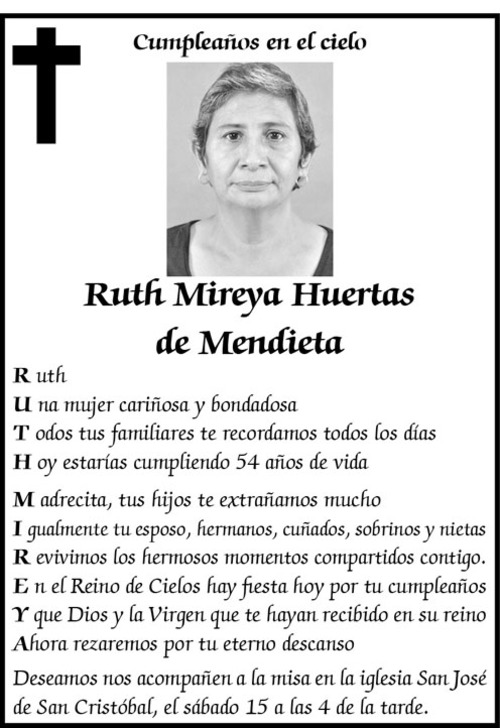 Cumpleaños en el cielo
Ruth Mireya Huertas
de Mendieta
R uth
U na mujer cariñosa y bondadosa
T odos tus familiares te recordamos todos los días
H oy estarías cumpliendo 54 años de vida
M adrecita, tus hijos te extrañamos mucho
I gualmente tu esposo, hermanos, cuñados, sobrinos y nietas
R evivimos los hermosos momentos compartidos contigo.
E n el Reino de Cielos hay fiesta hoy por tu cumpleaños
Y que Dios y la Virgen que te hayan recibido en su reino
A hora rezaremos por tu eterno descanso
Deseamos nos acompañen a la misa en la iglesia San José
de San Cristóbal, el sábado 15 a las 4 de la tarde.